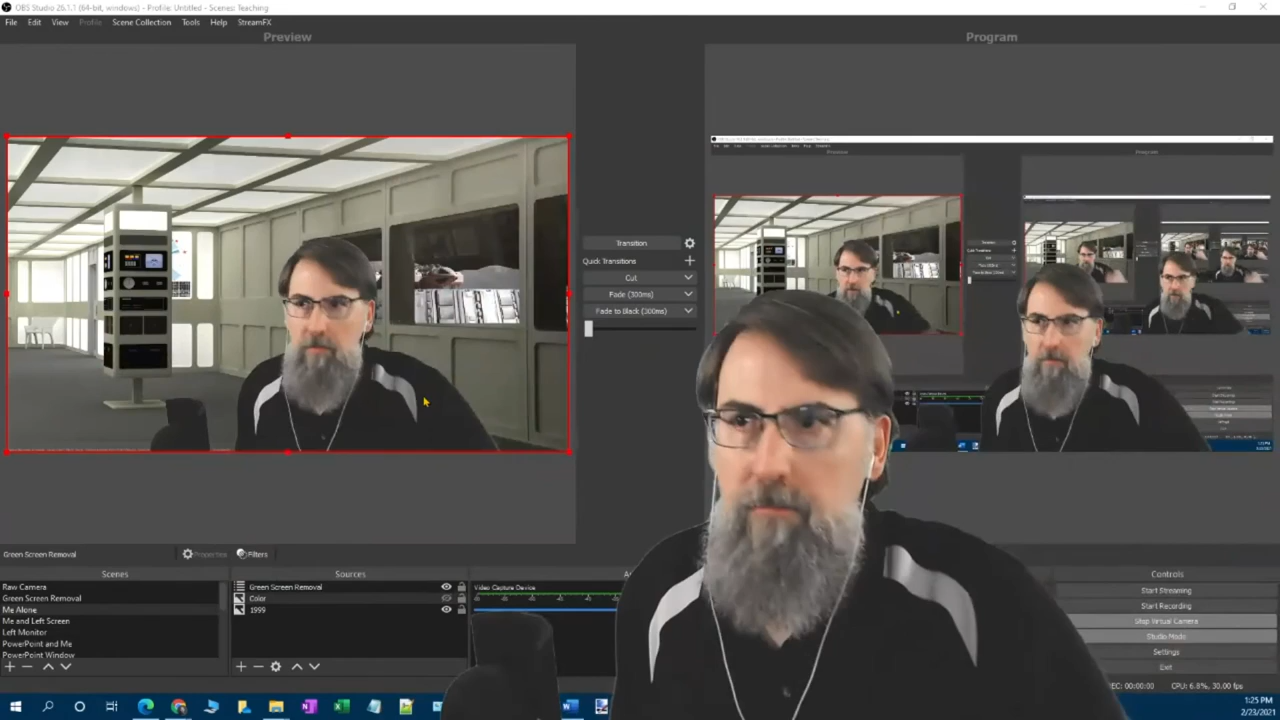 OBS Studio 26.1.1 (64-bit, windows) - Profile: Untitled - Scenes: Teaching
File Edit View Profile Scene Collection Tools Help StreamFX
Preview
Program
Transition
Quick Transitions
Cut
Fade (300ms)
Fade to Black (300ms)
Green Screen Removal
Properties
Filters
Scenes
Raw Camera
Green Screen Removal
Me Alone
Me and Left Screen
Left Monitor
PowerPoint and Me
PowerPoint Window
Sources
Green Screen Removal
Color
1999
Video Capture Device
Controls
Start Streaming
Start Recording
Stop Virtual Camera
Studio Mode
Settings
Exit
REC: 00:00:00 CPU: 6.8%, 30.00 fps
1:25 PM
2/23/2021